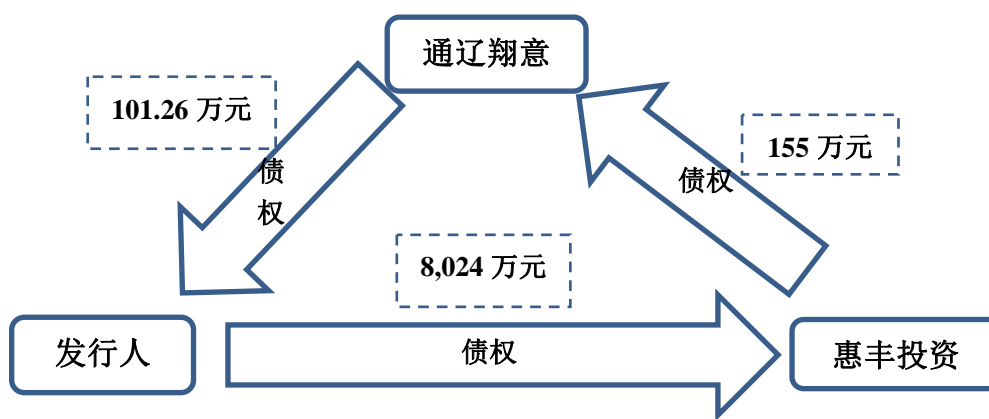 通辽翔意
101.26 万元
155 万元
债
权
债权
8,024 万元
发行人
债权
惠丰投资